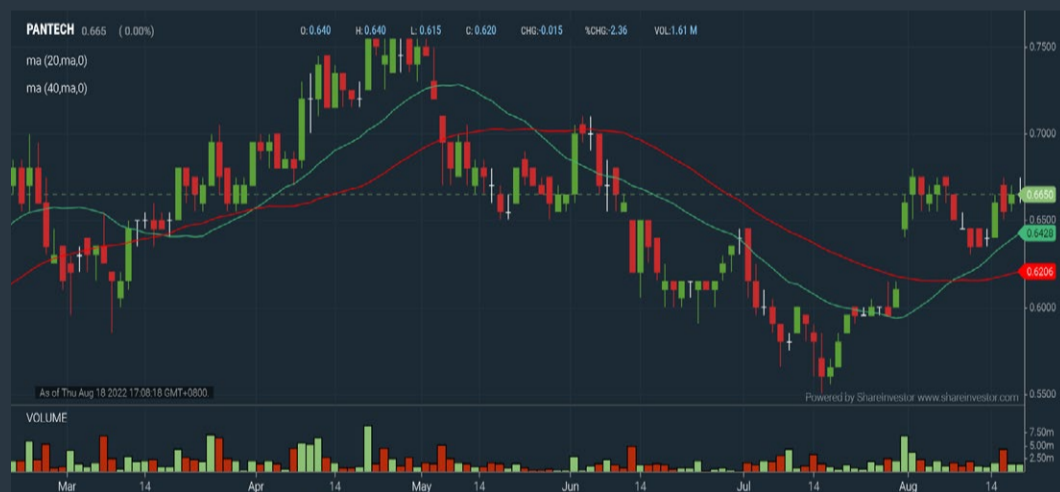 PANTECH 0.665 ( 0.00%) O: 0.640 H: 0.640 L: 0.615 C: 0.620 CHG:-0.015 %CHG:-2.36 VOL:1.61 M
ma (20,ma,0)
ma (40,ma,0)
0.7500
0.7000
0.6650
0.6500
0.6428
0.6206
0.6000
0.5500
As of Thu Aug 18 2022 17:08:18 GMT+0800.
Powered by ShareInvestor www.shareinvestor.com
VOLUME
7.50m
5.00m
2.50m
Mar 14 Apr 14 May 14 Jun 14 Jul 14 Aug 14